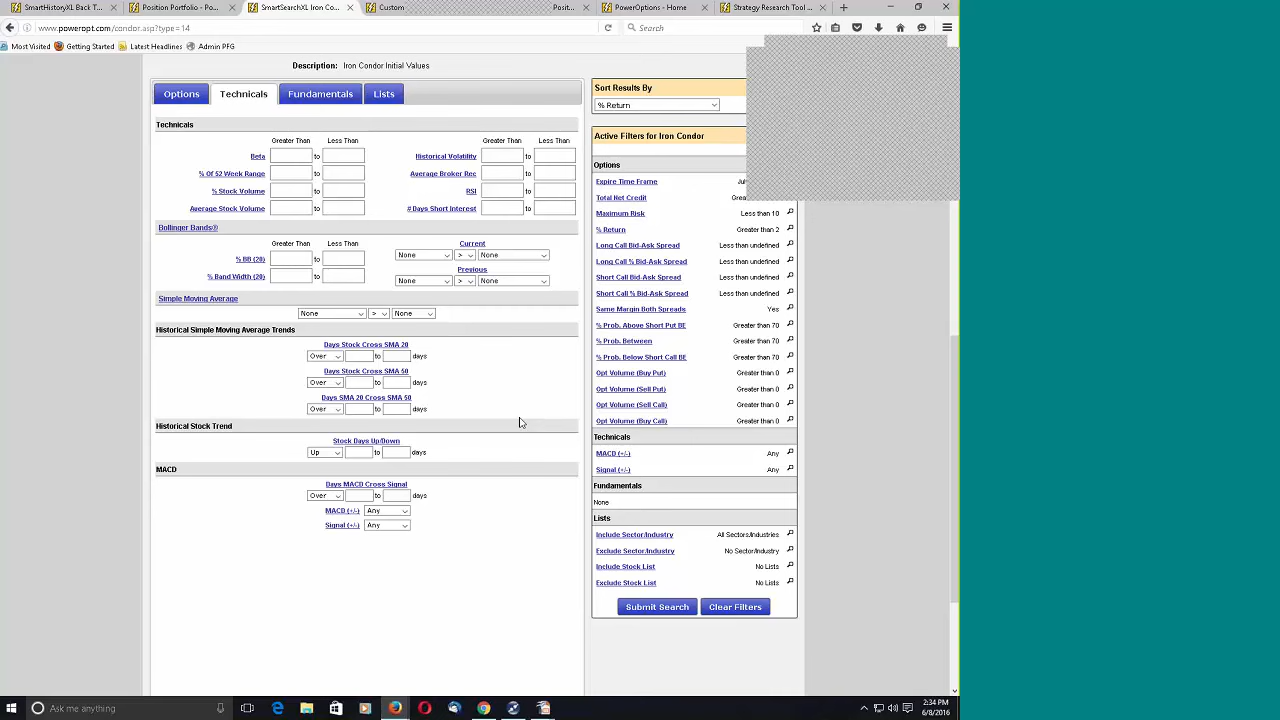 SmartHistoryXL Back T... Position Portfolio - Po... SmartSearchXL Iron Co... Custom Posit... PowerOptions - Home Strategy Research Tool ...
www.poweropt.com/condor.asp?type=14 Search
Most Visited Getting Started Latest Headlines Admin PFG
Description: Iron Condor Initial Values
Options Technicals Fundamentals Lists
Technicals
Greater Than Less Than Greater Than Less Than
Beta to Historical Volatility to
% Of 52 Week Range to Average Broker Rec to
% Stock Volume to RSI to
Average Stock Volume to # Days Short Interest to
Bollinger Bands®
Greater Than Less Than Current
% BB (20) to None > None
Previous
% Band Width (20) to None > None
Simple Moving Average
None > None
Historical Simple Moving Average Trends
Days Stock Cross SMA 20
Over to days
Days Stock Cross SMA 50
Over to days
Days SMA 20 Cross SMA 50
Over to days
Historical Stock Trend
Stock Days Up/Down
Up to days
MACD
Days MACD Cross Signal
Over to days
MACD (+/-) Any
Signal (+/-) Any
Sort Results By
% Return
Active Filters for Iron Condor
Options
Expire Time Frame
Total Net Credit
Maximum Risk Less than 10
% Return Greater than 2
Long Call Bid-Ask Spread Less than undefined
Long Call % Bid-Ask Spread Less than undefined
Short Call Bid-Ask Spread Less than undefined
Short Call % Bid-Ask Spread Less than undefined
Same Margin Both Spreads Yes
% Prob. Above Short Put BE Greater than 70
% Prob. Between Greater than 70
% Prob. Below Short Call BE Greater than 70
Opt Volume (Buy Put) Greater than 0
Opt Volume (Sell Put) Greater than 0
Opt Volume (Sell Call) Greater than 0
Opt Volume (Buy Call) Greater than 0
Technicals
MACD (+/-) Any
Signal (+/-) Any
Fundamentals
None
Lists
Include Sector/Industry All Sectors/Industries
Exclude Sector/Industry No Sector/Industry
Include Stock List No Lists
Exclude Stock List No Lists
Submit Search Clear Filters
Ask me anything
2:34 PM
6/8/2016